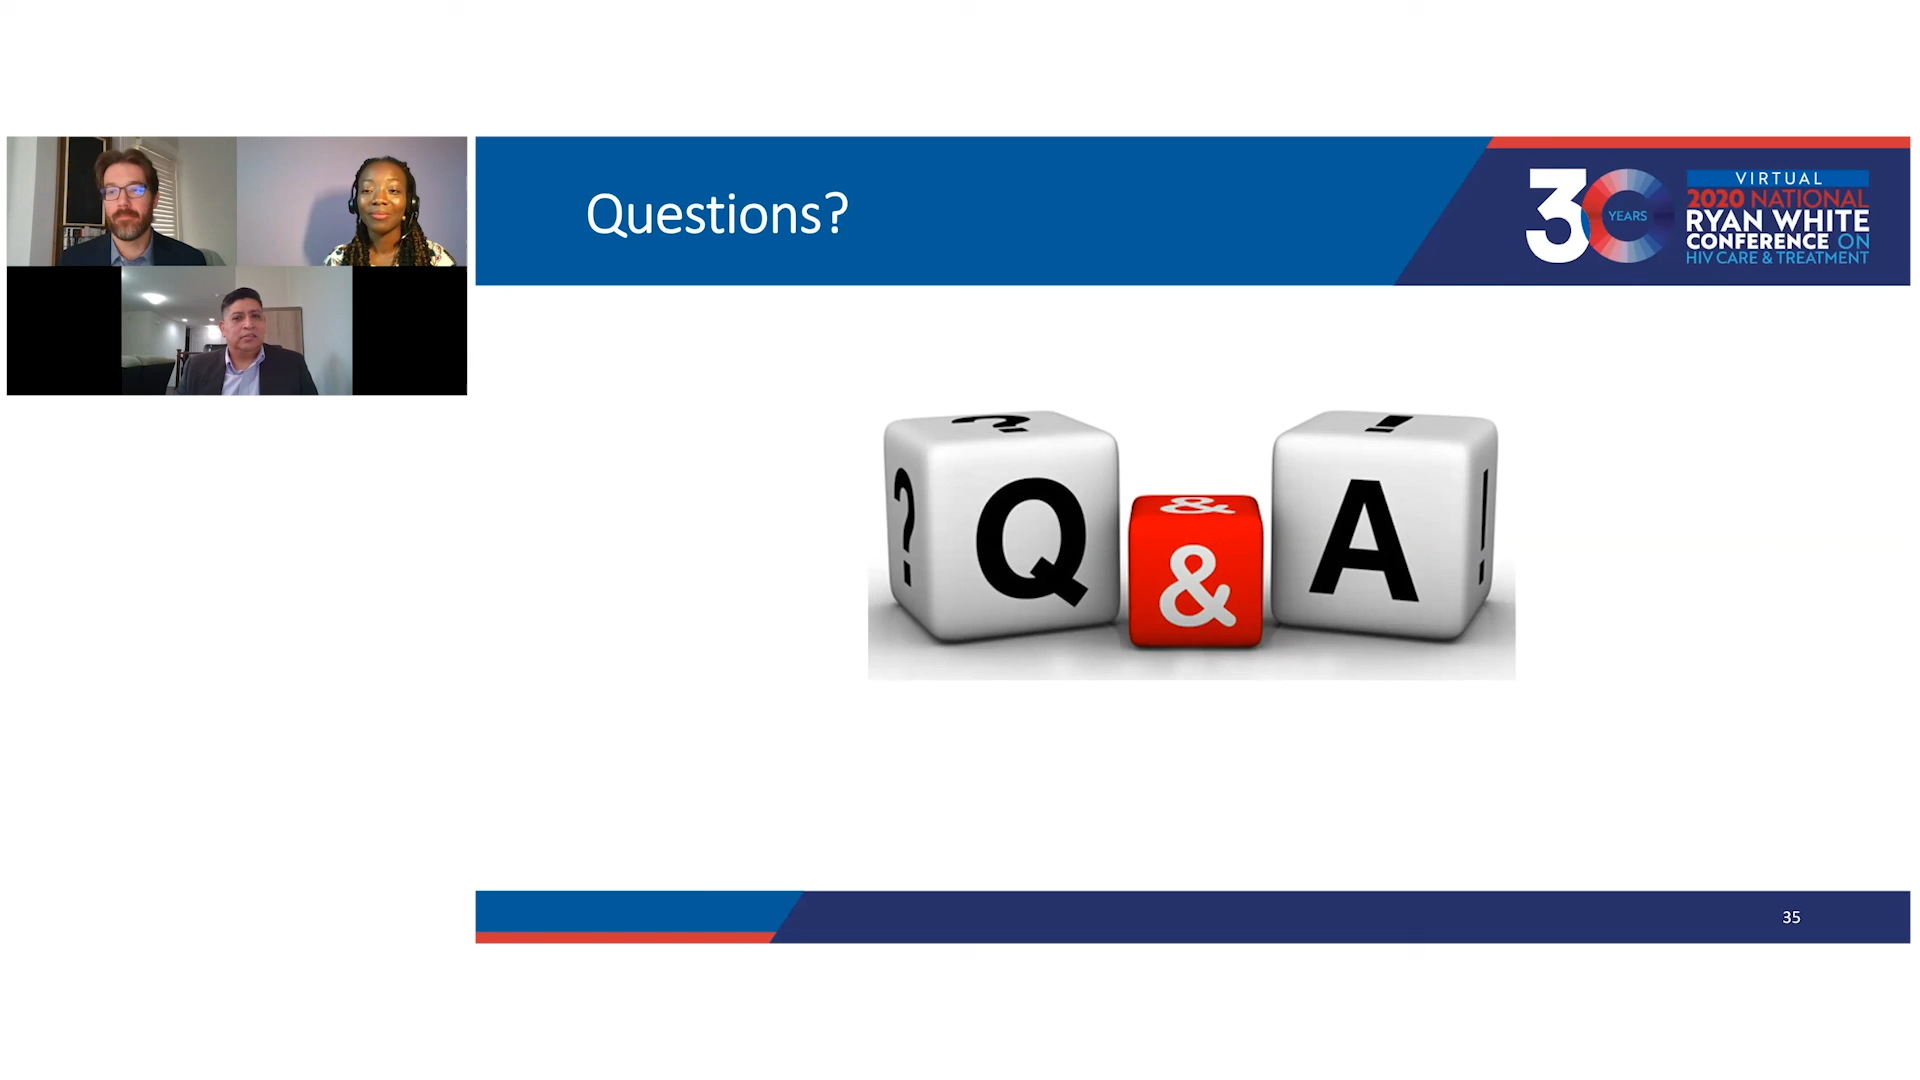 Questions?
30
YEARS
VIRTUAL
2020 NATIONAL
RYAN WHITE
CONFERENCE ON
HIV CARE & TREATMENT
? ? Q
& &
! A !
35